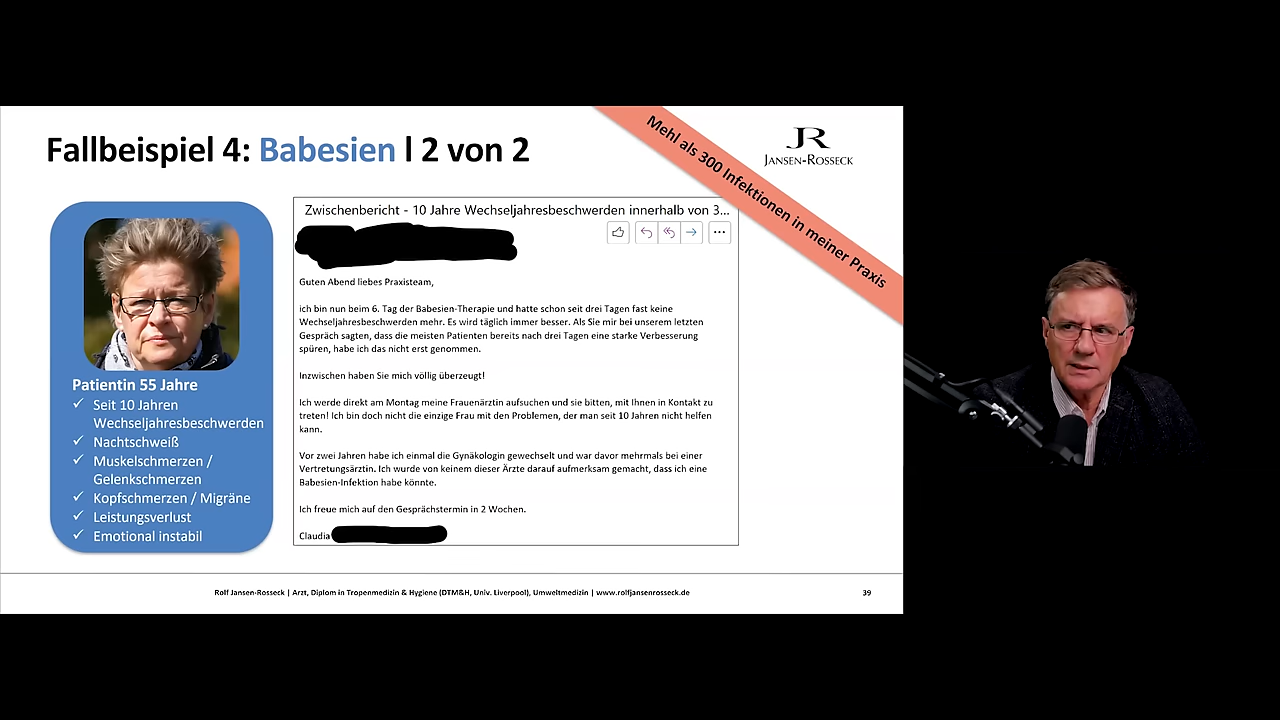 Fallbeispiel 4: Babesien l 2 von 2
Mehl als 300 Infektionen in meiner Praxis
JR
JANSEN-ROSSECK
Patientin 55 Jahre
✓ Seit 10 Jahren
Wechseljahresbeschwerden
✓ Nachtschweiß
✓ Muskelschmerzen /
Gelenkschmerzen
✓ Kopfschmerzen / Migräne
✓ Leistungsverlust
✓ Emotional instabil
Zwischenbericht - 10 Jahre Wechseljahresbeschwerden innerhalb von 3...
Guten Abend liebes Praxisteam,
ich bin nun beim 6. Tag der Babesien-Therapie und hatte schon seit drei Tagen fast keine
Wechseljahresbeschwerden mehr. Es wird täglich immer besser. Als Sie mir bei unserem letzten
Gespräch sagten, dass die meisten Patienten bereits nach drei Tagen eine starke Verbesserung
spüren, habe ich das nicht erst genommen.
Inzwischen haben Sie mich völlig überzeugt!
Ich werde direkt am Montag meine Frauenärztin aufsuchen und sie bitten, mit Ihnen in Kontakt zu
treten! Ich bin doch nicht die einzige Frau mit den Problemen, der man seit 10 Jahren nicht helfen
kann.
Vor zwei Jahren habe ich einmal die Gynäkologin gewechselt und war davor mehrmals bei einer
Vertretungsärztin. Ich wurde von keinem dieser Ärzte darauf aufmerksam gemacht, dass ich eine
Babesien-Infektion habe könnte.
Ich freue mich auf den Gesprächstermin in 2 Wochen.
Claudia
Rolf Jansen-Rosseck | Arzt, Diplom in Tropenmedizin & Hygiene (DTM&H, Univ. Liverpool), Umweltmedizin | www.rolfjansenrosseck.de
39